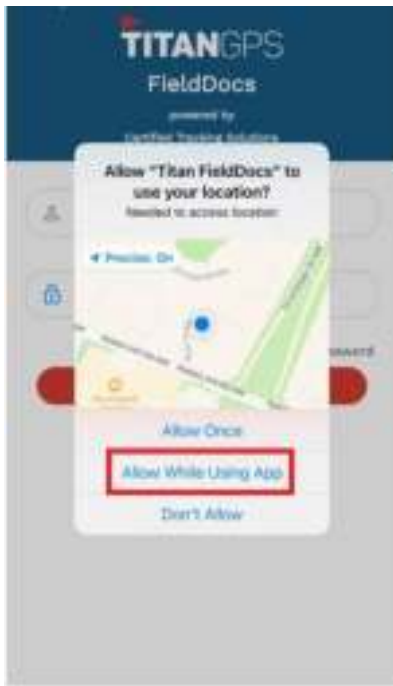 TITANGPS
FieldDocs
powered by
Certified Tracking Solutions
Allow "Titan FieldDocs" to
use your location?
Needed to access location
Precise: On
Allow Once
Allow While Using App
Don't Allow